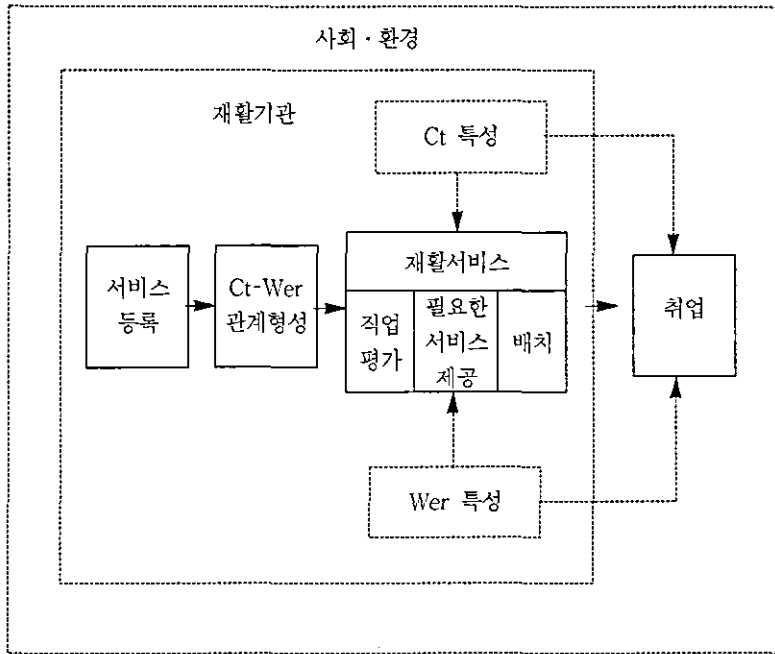 사회 · 환경
재활기관
Ct 특성
서비스
등록
Ct-Wer
관계형성
재활서비스
직업
평가
필요한
서비스
제공
배치
취업
Wer 특성